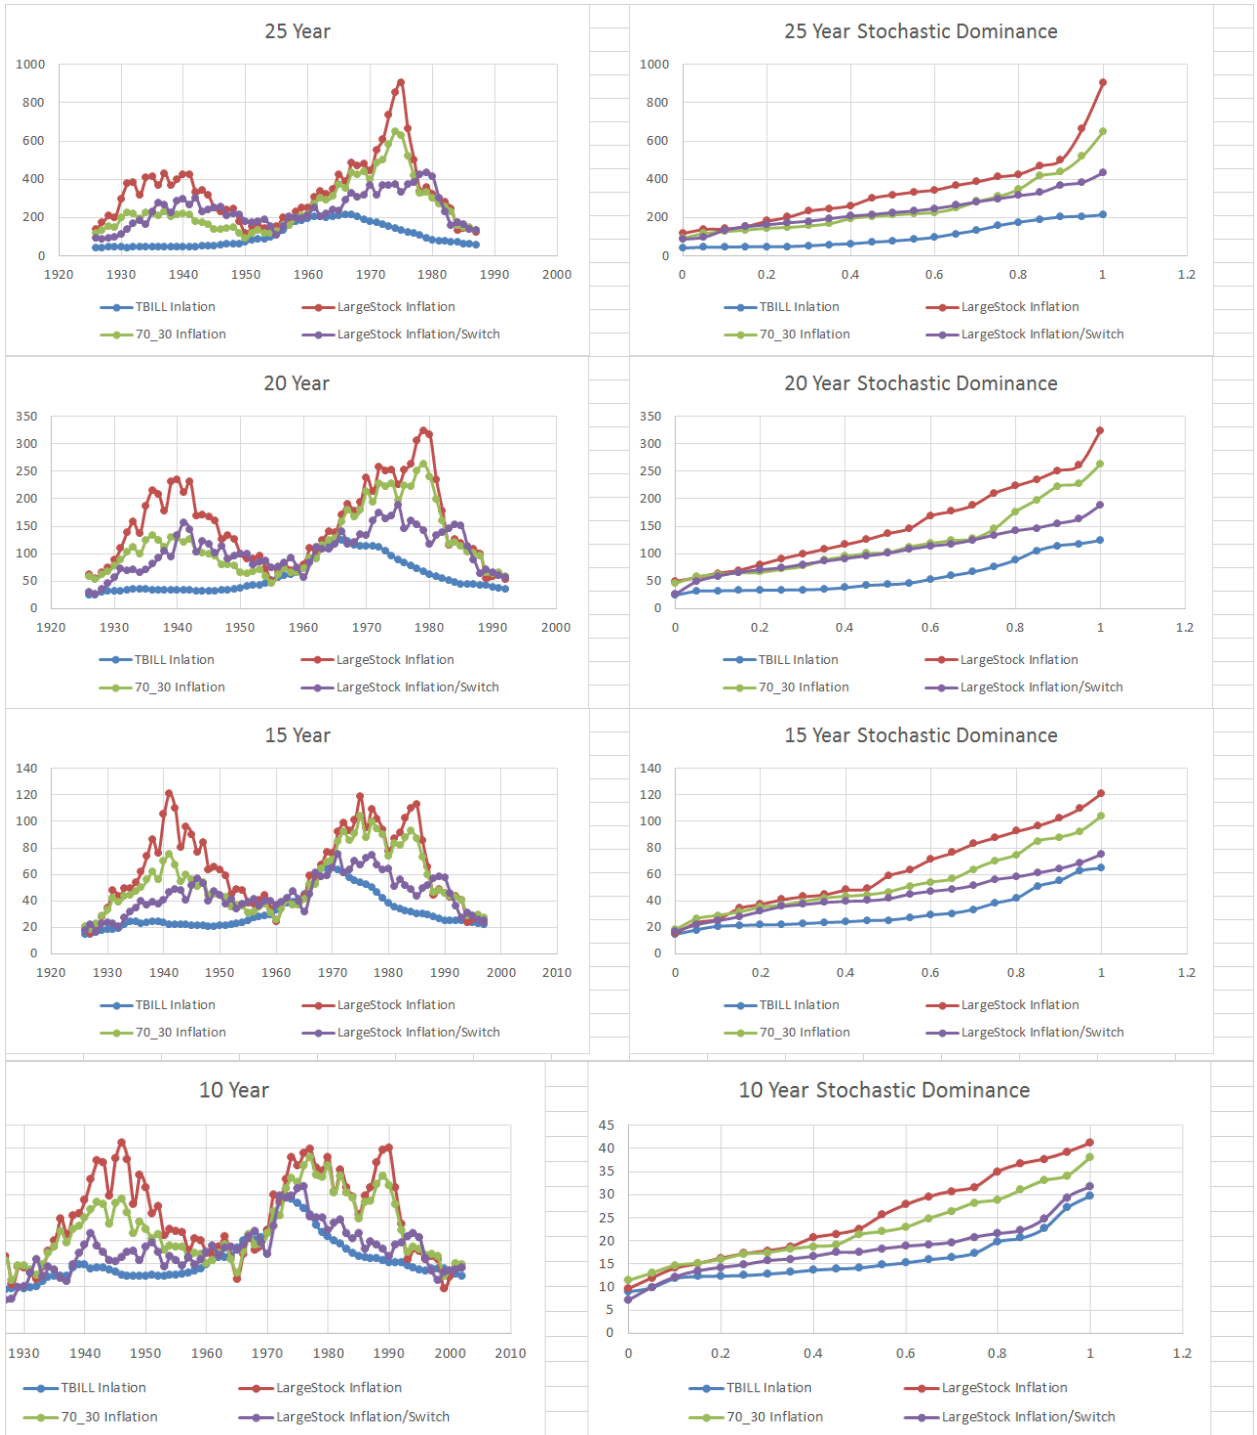 25 Year
1000
800
600
400
200
0
1920 1930 1940 1950 1960 1970 1980 1990 2000
TBILL Inlation LargeStock Inflation
70_30 Inflation LargeStock Inflation/Switch
25 Year Stochastic Dominance
1000
800
600
400
200
0
0 0.2 0.4 0.6 0.8 1 1.2
TBILL Inlation LargeStock Inflation
70_30 Inflation LargeStock Inflation/Switch
20 Year
350
300
250
200
150
100
50
0
1920 1930 1940 1950 1960 1970 1980 1990 2000
TBILL Inlation LargeStock Inflation
70_30 Inflation LargeStock Inflation/Switch
20 Year Stochastic Dominance
350
300
250
200
150
100
50
0
0 0.2 0.4 0.6 0.8 1 1.2
TBILL Inlation LargeStock Inflation
70_30 Inflation LargeStock Inflation/Switch
15 Year
140
120
100
80
60
40
20
0
1920 1930 1940 1950 1960 1970 1980 1990 2000 2010
TBILL Inlation LargeStock Inflation
70_30 Inflation LargeStock Inflation/Switch
15 Year Stochastic Dominance
140
120
100
80
60
40
20
0
0 0.2 0.4 0.6 0.8 1 1.2
TBILL Inlation LargeStock Inflation
70_30 Inflation LargeStock Inflation/Switch
10 Year
1930 1940 1950 1960 1970 1980 1990 2000 2010
TBILL Inlation LargeStock Inflation
70_30 Inflation LargeStock Inflation/Switch
10 Year Stochastic Dominance
45
40
35
30
25
20
15
10
5
0
0 0.2 0.4 0.6 0.8 1 1.2
TBILL Inlation LargeStock Inflation
70_30 Inflation LargeStock Inflation/Switch